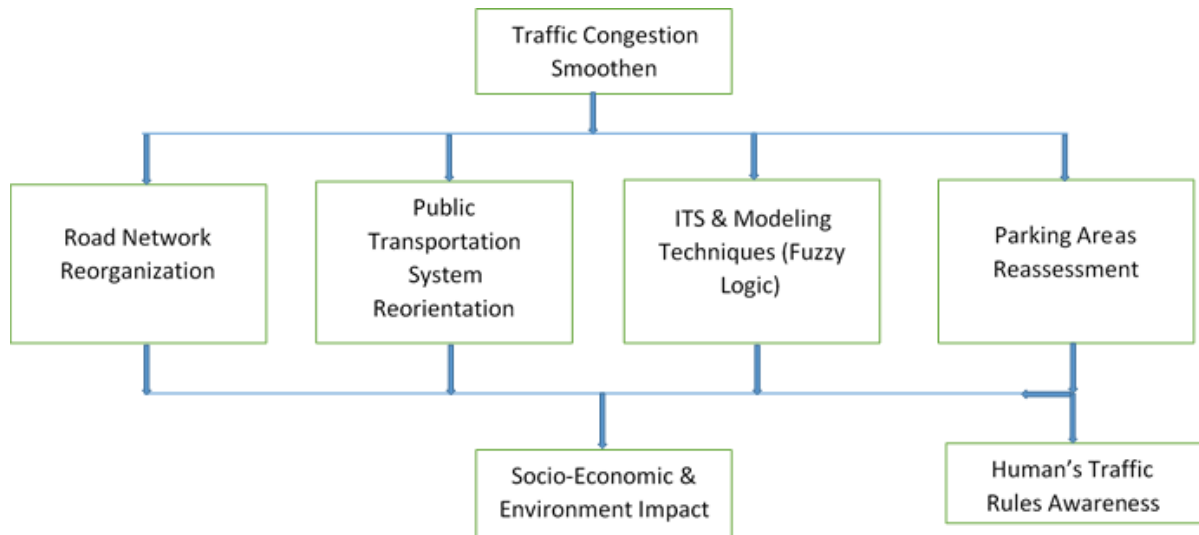 Traffic Congestion
Smoothen
Road Network
Reorganization
Public
Transportation
System
Reorientation
ITS & Modeling
Techniques (Fuzzy
Logic)
Parking Areas
Reassessment
Socio-Economic &
Environment Impact
Human’s Traffic
Rules Awareness